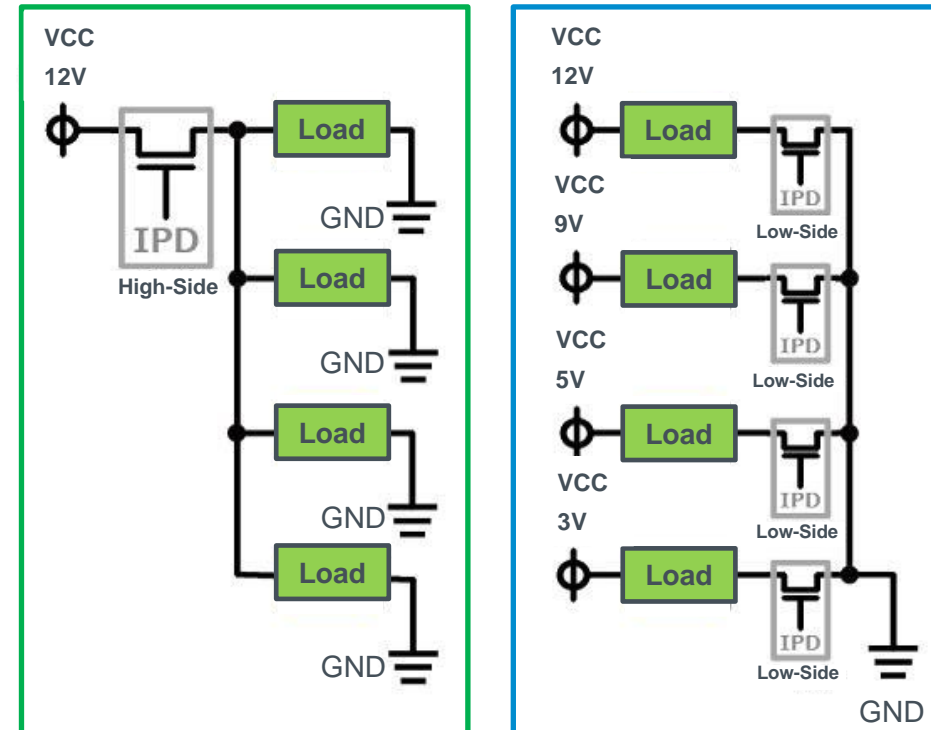 VCC
12V
Load
GND
IPD
High-Side
Load
GND
Load
GND
Load
GND
VCC
12V
Load
IPD
Low-Side
VCC
9V
Load
IPD
Low-Side
VCC
5V
Load
IPD
Low-Side
VCC
3V
Load
IPD
Low-Side
GND